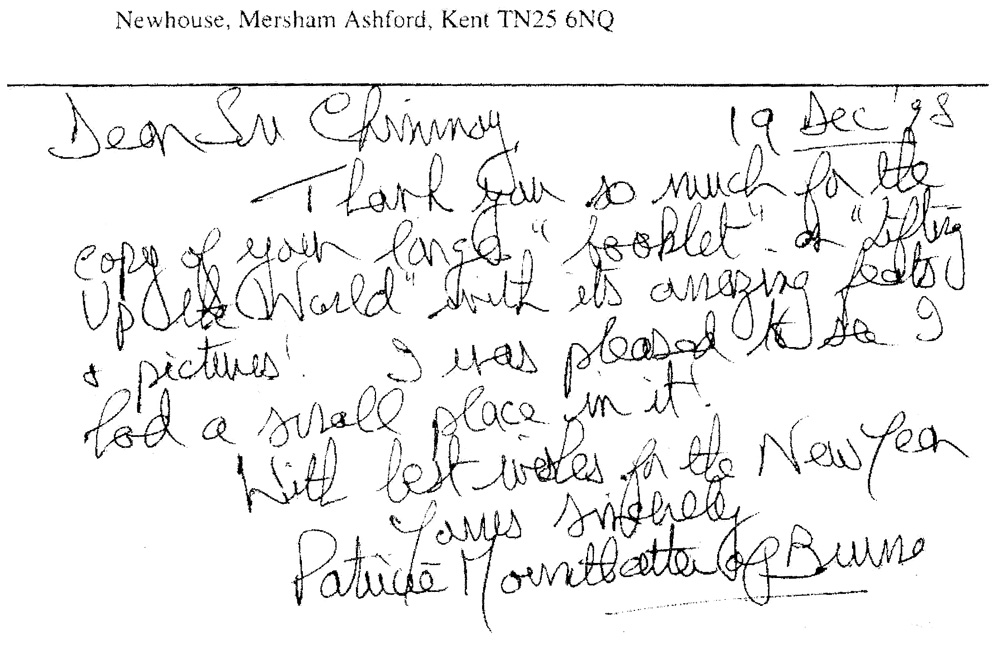 Newhouse, Mersham Ashford, Kent TN25 6NQ
Dear Sri Chinmoy 19 Dec '98
Thank you so much for the
copy of your large "booklet" of "Lifting
Up the World" with its amazing feats
& pictures! I was pleased to see I
had a small place in it!
With best wishes for the New Year
Yours sincerely
Patricia Mountbatten of Burma